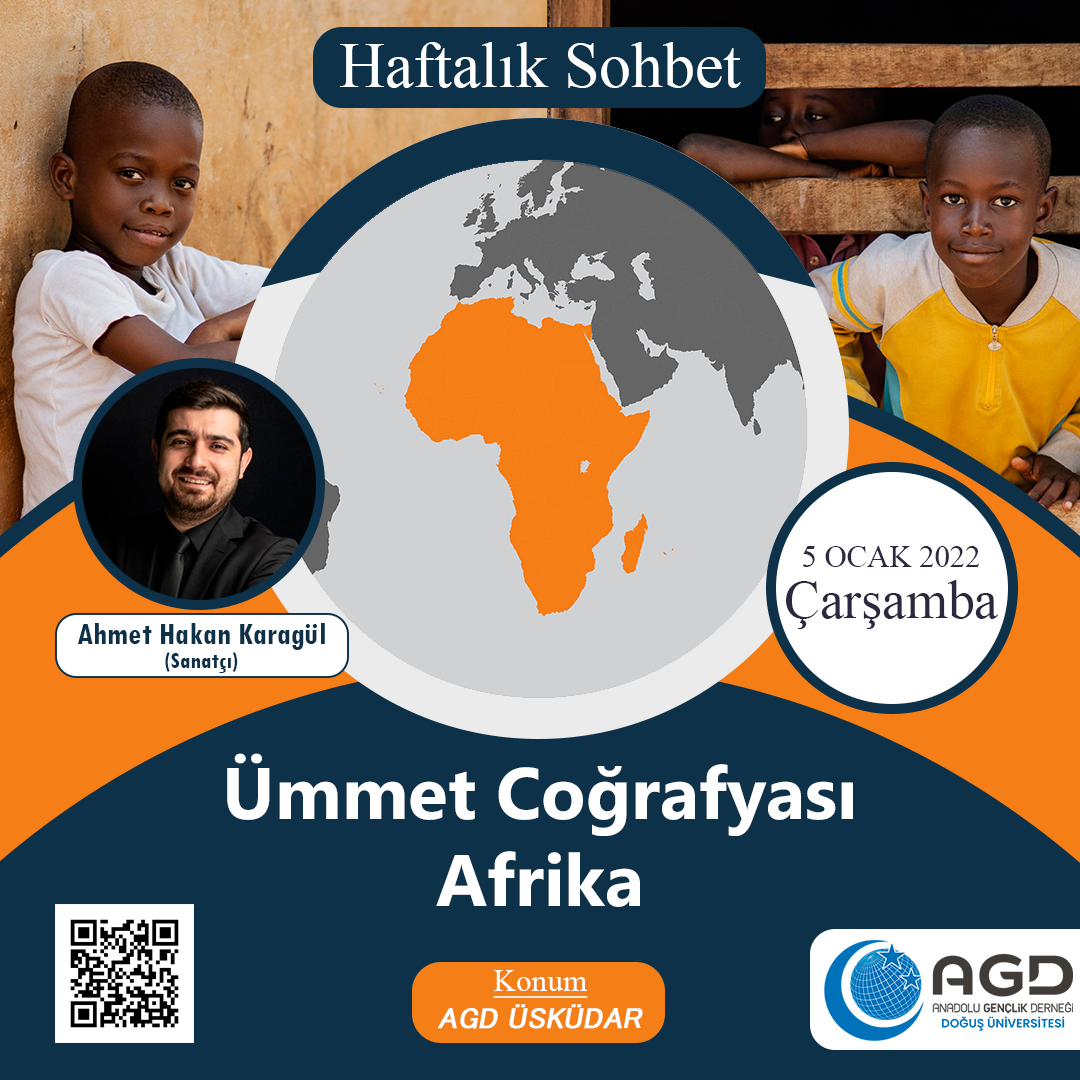 Haftalık Sohbet
5 OCAK 2022
Çarşamba
Ahmet Hakan Karagül
(Sanatçı)
Ümmet Coğrafyası
Afrika
Konum
AGD ÜSKÜDAR
AGD
ANADOLU GENÇLİK DERNEĞİ
DOĞUŞ ÜNİVERSİTESİ